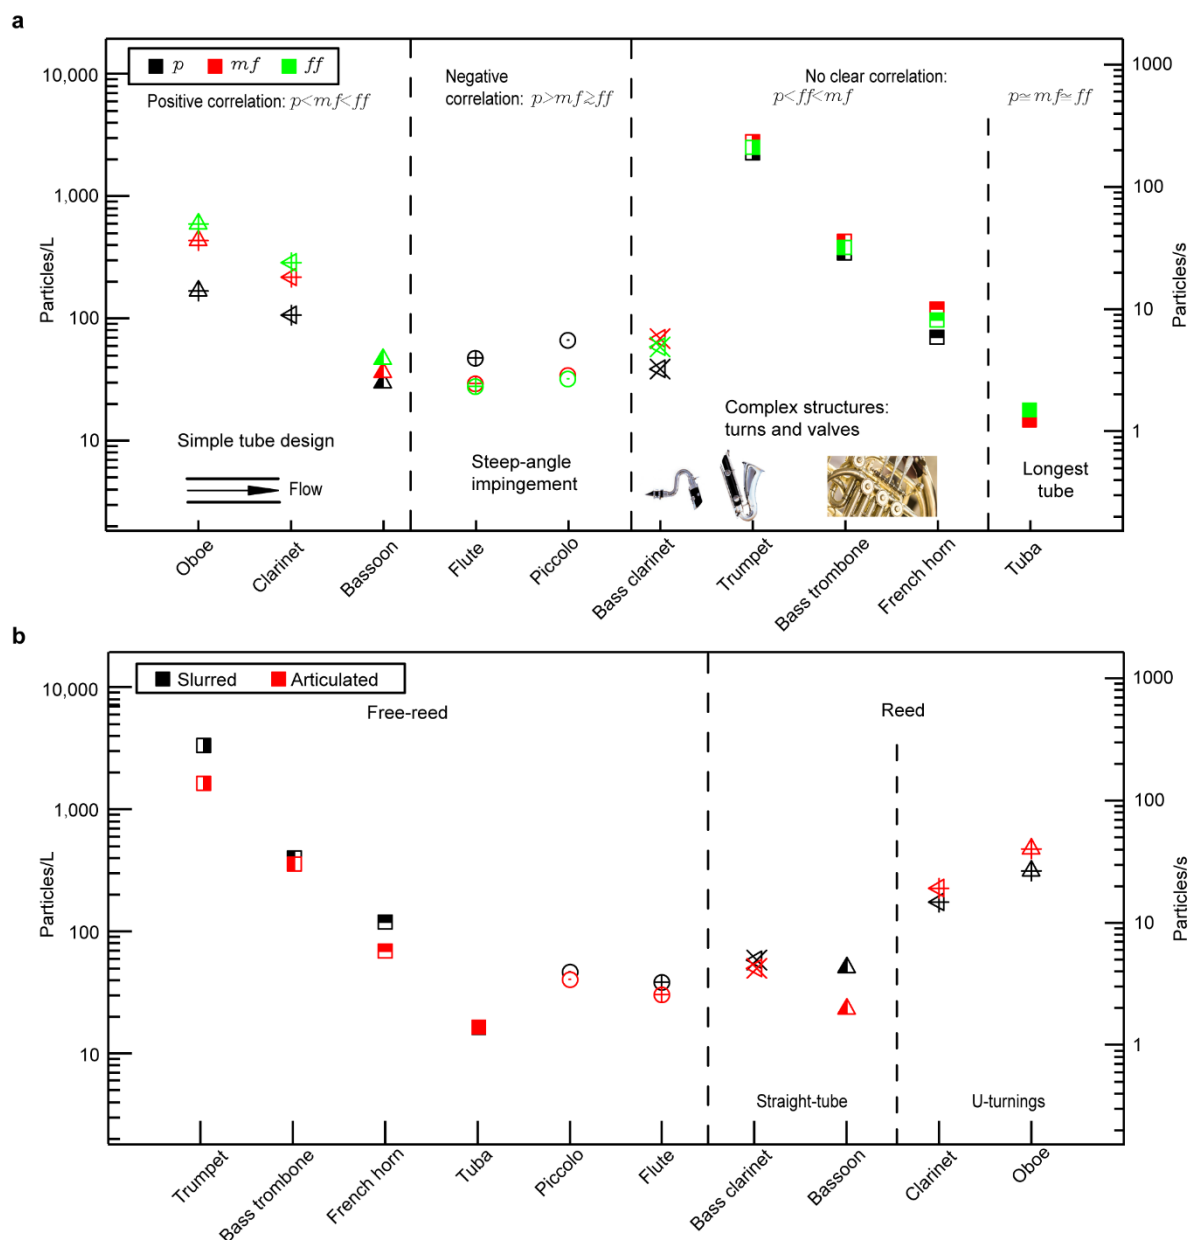 a
p mf ff
Positive correlation: p<mf<ff
Negative
correlation: p>mf≳ff
No clear correlation:
p<ff<mf
p≃mf≃ff
10,000
1,000
100
10
Particles/L
1000
100
10
1
Particles/s
Simple tube design
Flow
Steep-angle
impingement
Complex structures:
turns and valves
Longest
tube
Oboe
Clarinet
Bassoon
Flute
Piccolo
Bass clarinet
Trumpet
Bass trombone
French horn
Tuba
b
Slurred Articulated
Free-reed
Reed
10,000
1,000
100
10
Particles/L
1000
100
10
1
Particles/s
Straight-tube
U-turnings
Trumpet
Bass trombone
French horn
Tuba
Piccolo
Flute
Bass clarinet
Bassoon
Clarinet
Oboe